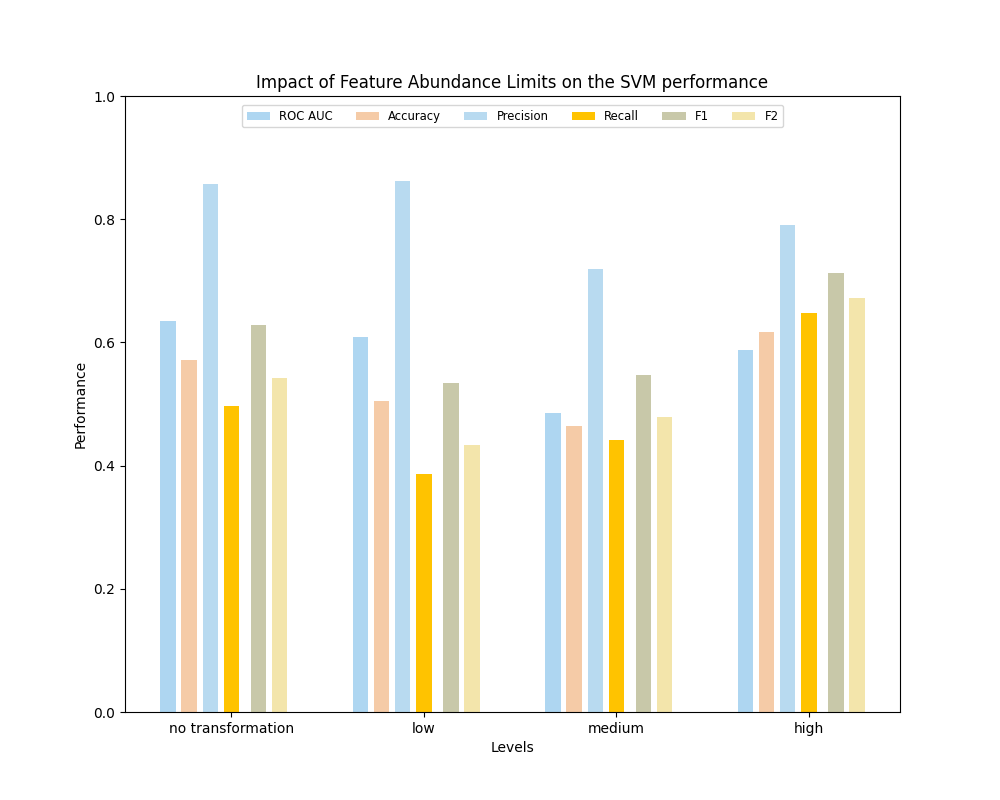 Impact of Feature Abundance Limits on the SVM performance
ROC AUC Accuracy Precision Recall F1 F2
1.0
0.8
0.6
0.4
0.2
0.0
Performance
no transformation low medium high
Levels